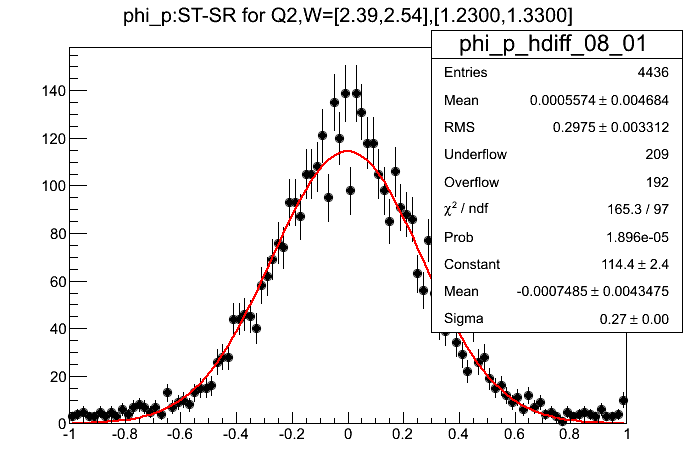 phi_p:ST-SR for Q2,W=[2.39,2.54],[1.2300,1.3300]
phi_p_hdiff_08_01
Entries 4436
Mean 0.0005574 ± 0.004684
RMS 0.2975 ± 0.003312
Underflow 209
Overflow 192
χ² / ndf 165.3 / 97
Prob 1.896e-05
Constant 114.4 ± 2.4
Mean -0.0007485 ± 0.0043475
Sigma 0.27 ± 0.00
140
120
100
80
60
40
20
0
-1 -0.8 -0.6 -0.4 -0.2 0 0.2 0.4 0.6 0.8 1